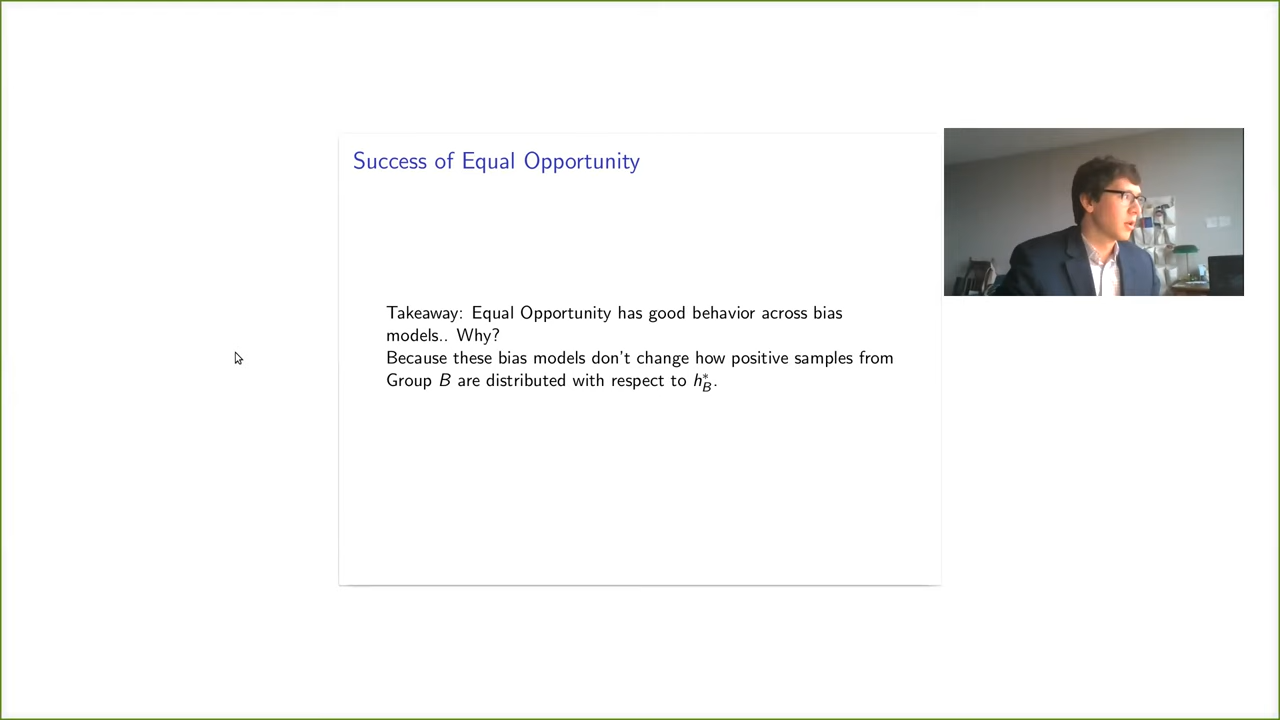 Success of Equal Opportunity
Takeaway: Equal Opportunity has good behavior across bias
models.. Why?
Because these bias models don't change how positive samples from
Group B are distributed with respect to h*_B.